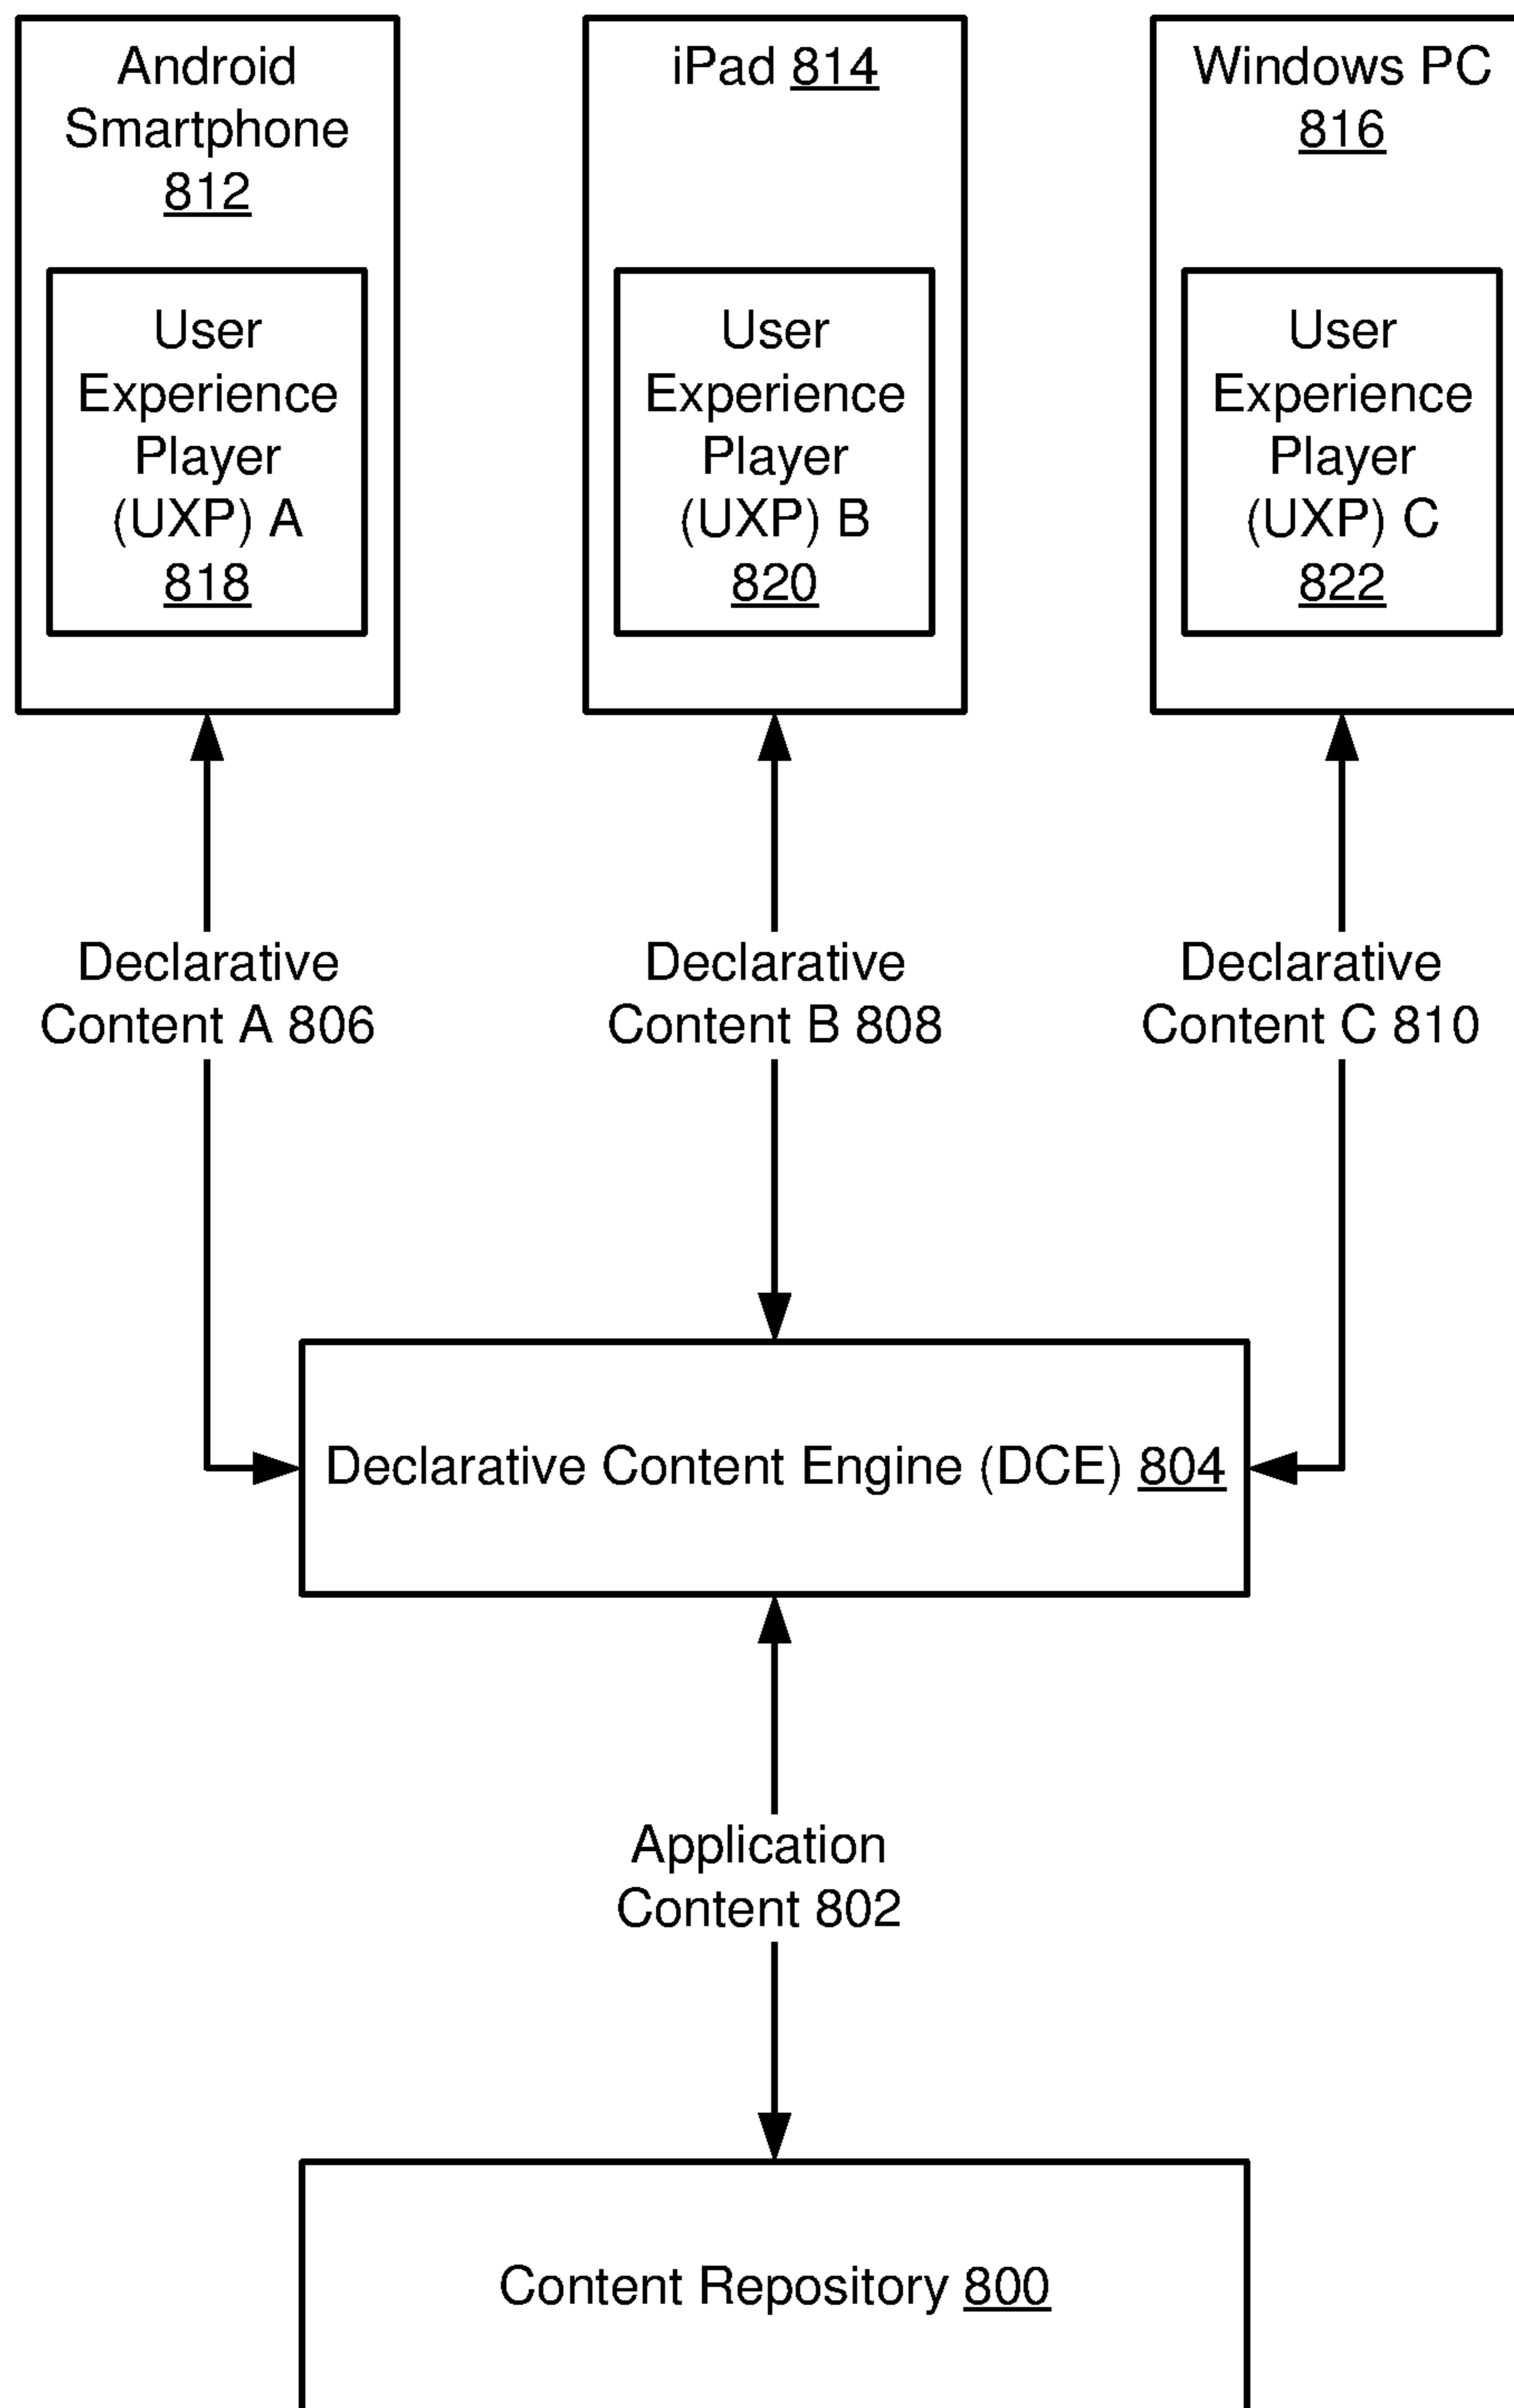 Android
Smartphone
812
User
Experience
Player
(UXP) A
818
iPad 814
User
Experience
Player
(UXP) B
820
Windows PC
816
User
Experience
Player
(UXP) C
822
Declarative
Content A 806
Declarative
Content B 808
Declarative
Content C 810
Declarative Content Engine (DCE) 804
Application
Content 802
Content Repository 800